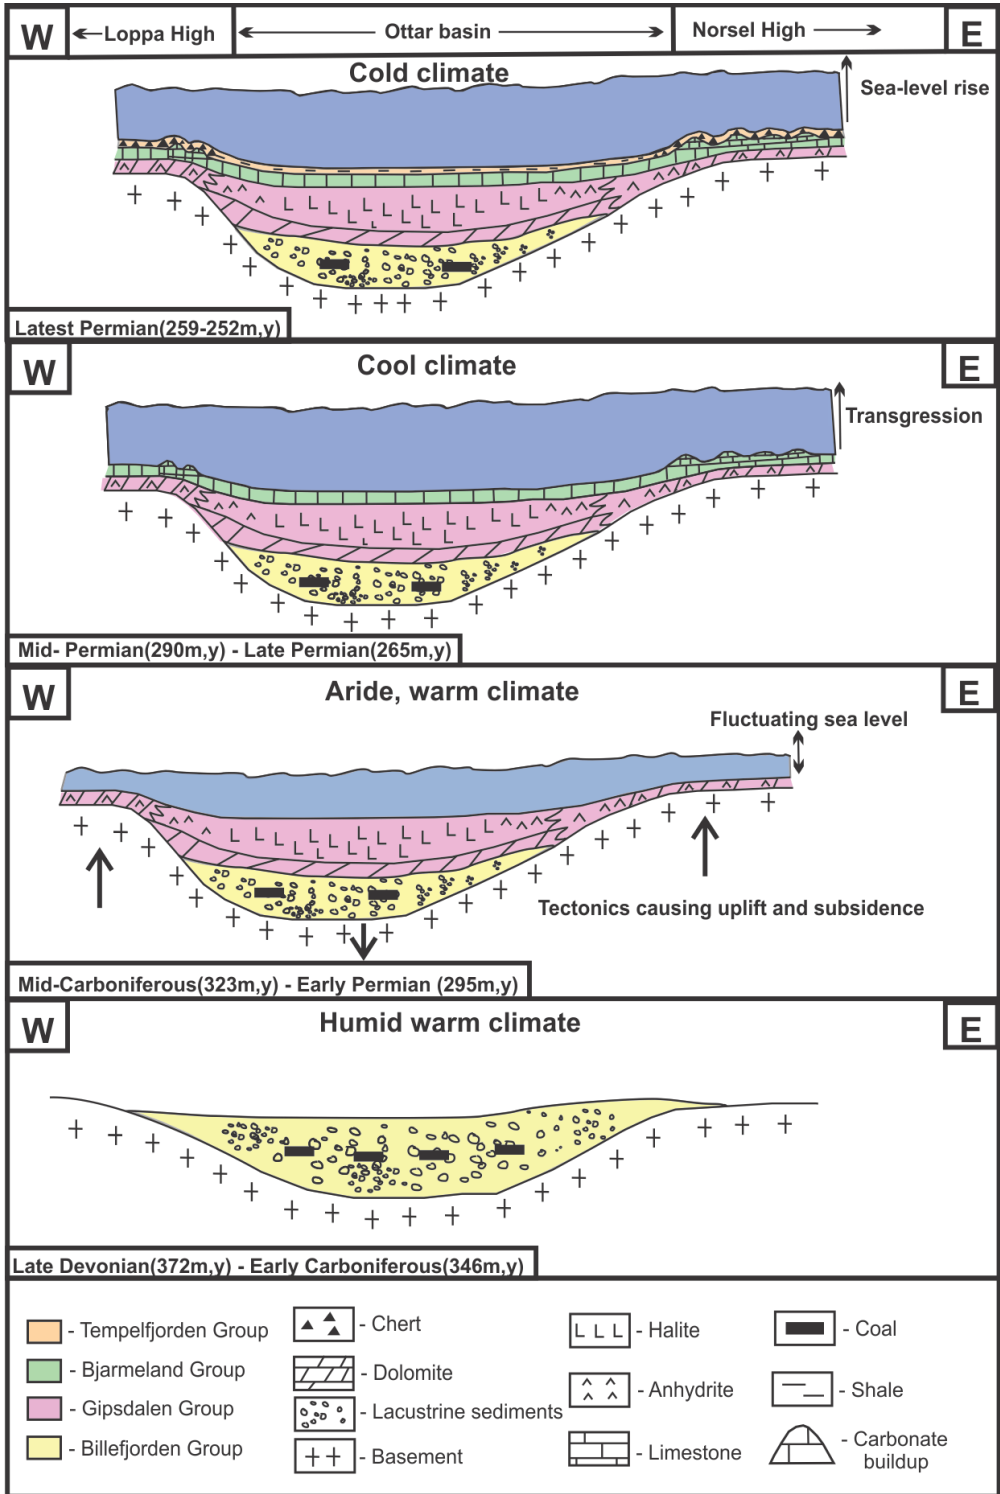 W
Loppa High
Ottar basin
Norsel High
E
Cold climate
Sea-level rise
Latest Permian(259-252m,y)
W
Cool climate
E
Transgression
Mid- Permian(290m,y) - Late Permian(265m,y)
W
Aride, warm climate
E
Fluctuating sea level
Tectonics causing uplift and subsidence
Mid-Carboniferous(323m,y) - Early Permian (295m,y)
W
Humid warm climate
E
Late Devonian(372m,y) - Early Carboniferous(346m,y)
- Tempelfjorden Group
- Bjarmeland Group
- Gipsdalen Group
- Billefjorden Group
- Chert
- Dolomite
- Lacustrine sediments
- Basement
- Halite
- Anhydrite
- Limestone
- Coal
- Shale
- Carbonate
buildup